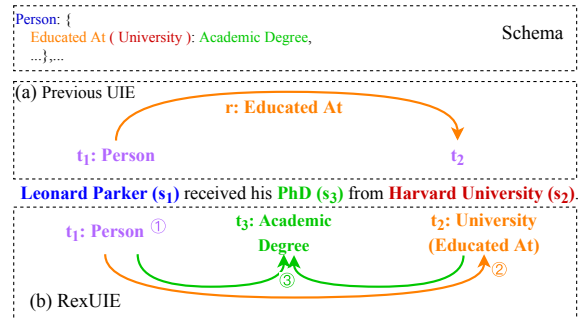 Person: {
Educated At ( University ): Academic Degree,
...},...
Schema
(a) Previous UIE
r: Educated At
t1: Person
t2
Leonard Parker (s1) received his PhD (s3) from Harvard University (s2).
t1: Person ①
t3: Academic
Degree
t2: University
(Educated At)
②
③
(b) RexUIE